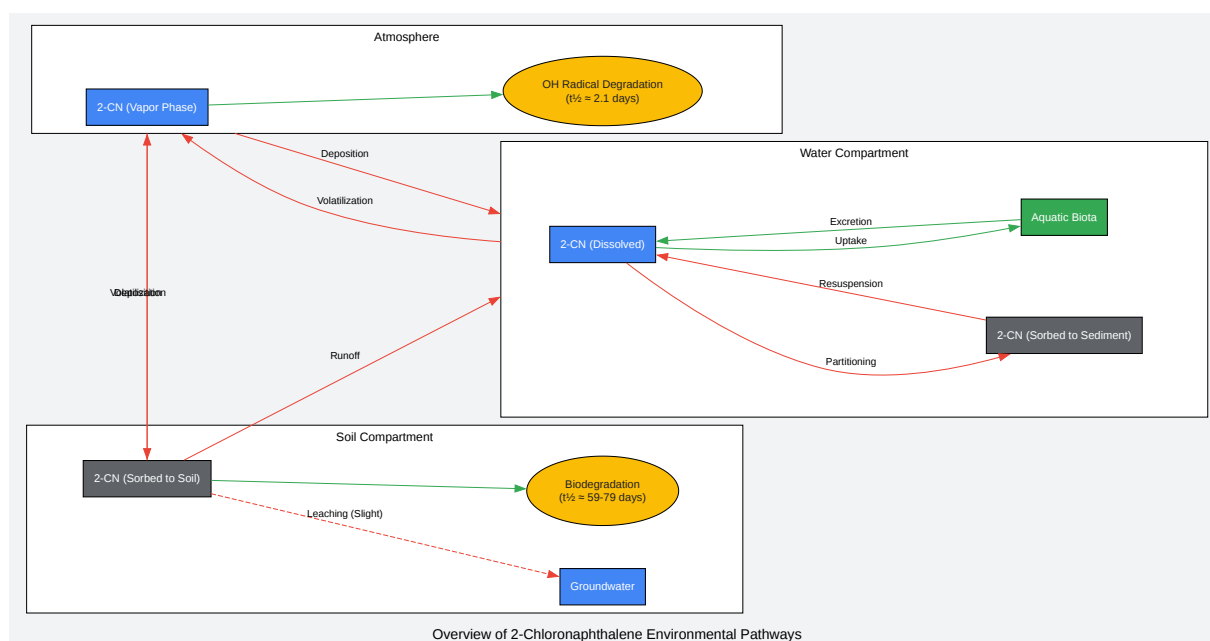 Atmosphere
2-CN (Vapor Phase)
OH Radical Degradation
(t½ ≈ 2.1 days)
Deposition
Volatilization
Water Compartment
2-CN (Dissolved)
Excretion
Uptake
Aquatic Biota
Resuspension
2-CN (Sorbed to Sediment)
Partitioning
Runoff
Soil Compartment
2-CN (Sorbed to Soil)
Biodegradation
(t½ ≈ 59-79 days)
Leaching (Slight)
Groundwater
Overview of 2-Chloronaphthalene Environmental Pathways